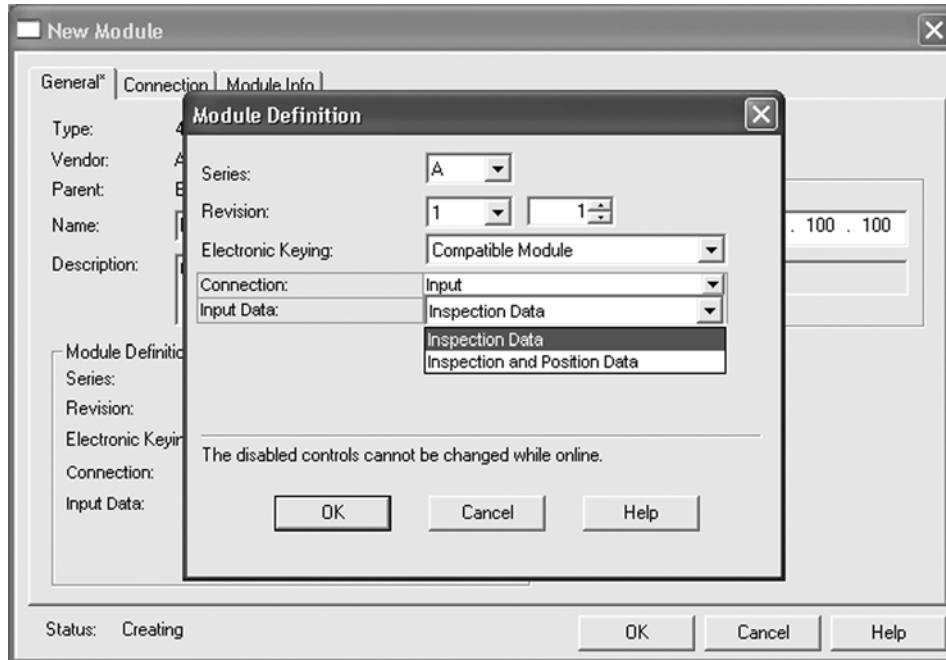 New Module
General* Connection Module Info
Type: 4
Vendor: A
Parent: E
Name:
. 100 . 100
Description:
Module Definitio
Series:
Revision:
Electronic Keyin
Connection:
Input Data:
Module Definition
Series: A
Revision: 1 1
Electronic Keying: Compatible Module
Connection: Input
Input Data: Inspection Data
Inspection Data
Inspection and Position Data
The disabled controls cannot be changed while online.
OK Cancel Help
Status: Creating
OK Cancel Help